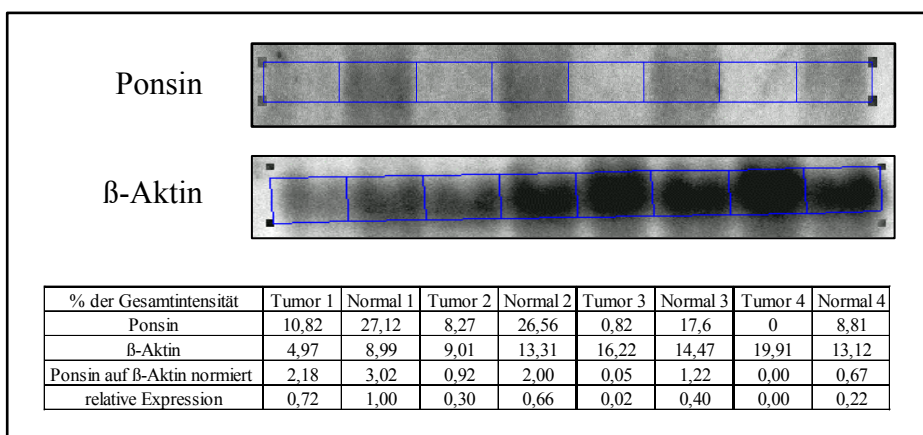 Ponsin
ß-Aktin
% der Gesamtintensität Tumor 1 Normal 1 Tumor 2 Normal 2 Tumor 3 Normal 3 Tumor 4 Normal 4
Ponsin 10,82 27,12 8,27 26,56 0,82 17,6 0 8,81
ß-Aktin 4,97 8,99 9,01 13,31 16,22 14,47 19,91 13,12
Ponsin auf ß-Aktin normiert 2,18 3,02 0,92 2,00 0,05 1,22 0,00 0,67
relative Expression 0,72 1,00 0,30 0,66 0,02 0,40 0,00 0,22